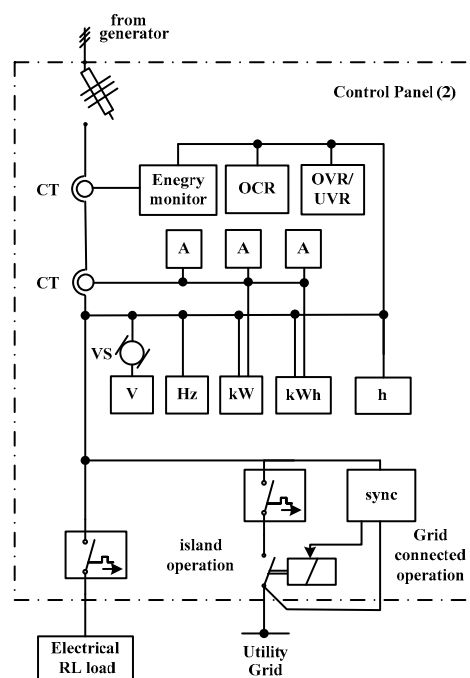 from
generator
Control Panel (2)
CT
Enegry
monitor
OCR
OVR/
UVR
A
A
A
CT
VS
V
Hz
kW
kWh
h
sync
island
operation
Grid
connected
operation
Electrical
RL load
Utility
Grid